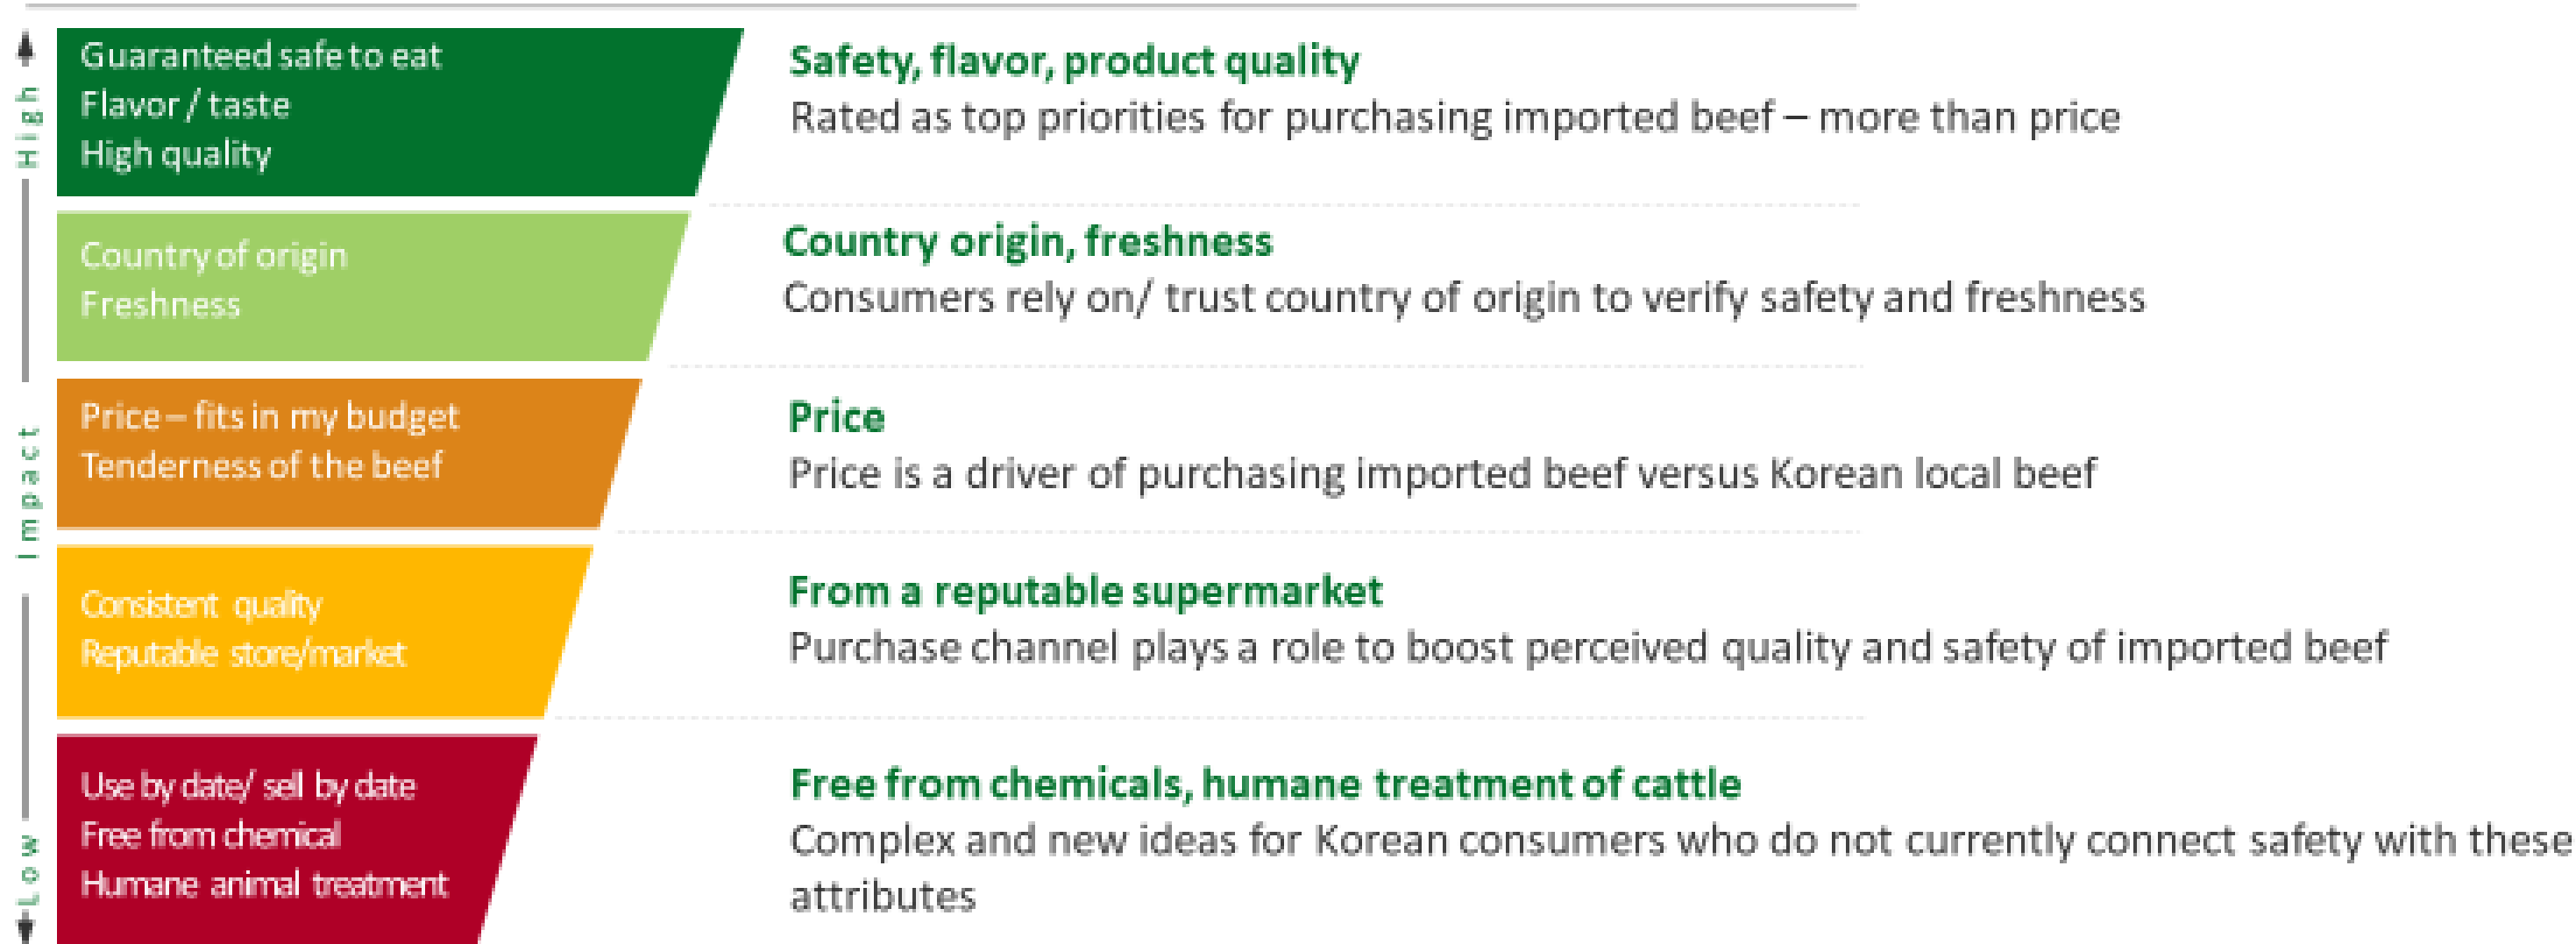 High
Impact
Low
Guaranteed safe to eat
Flavor / taste
High quality
Safety, flavor, product quality
Rated as top priorities for purchasing imported beef – more than price
Country of origin
Freshness
Country origin, freshness
Consumers rely on/ trust country of origin to verify safety and freshness
Price – fits in my budget
Tenderness of the beef
Price
Price is a driver of purchasing imported beef versus Korean local beef
Consistent quality
Reputable store/market
From a reputable supermarket
Purchase channel plays a role to boost perceived quality and safety of imported beef
Use by date/ sell by date
Free from chemical
Humane animal treatment
Free from chemicals, humane treatment of cattle
Complex and new ideas for Korean consumers who do not currently connect safety with these
attributes